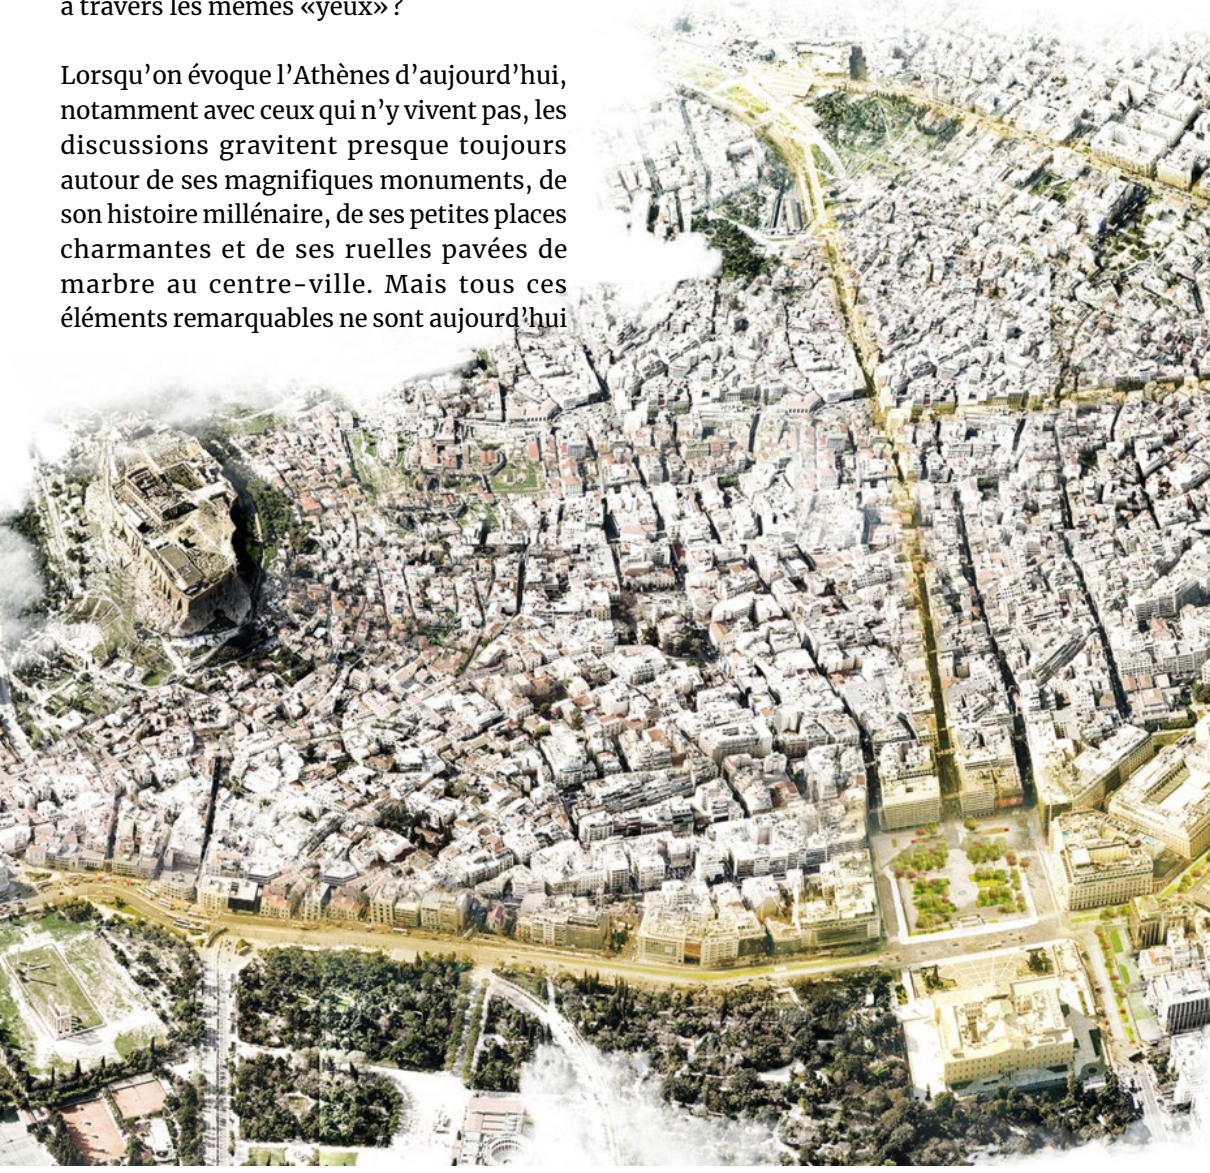 à travers les mêmes «yeux» ?
Lorsqu’on évoque l’Athènes d’aujourd’hui,
notamment avec ceux qui n’y vivent pas, les
discussions gravitent presque toujours
autour de ses magnifiques monuments, de
son histoire millénaire, de ses petites places
charmantes et de ses ruelles pavées de
marbre au centre-ville. Mais tous ces
éléments remarquables ne sont aujourd’hui